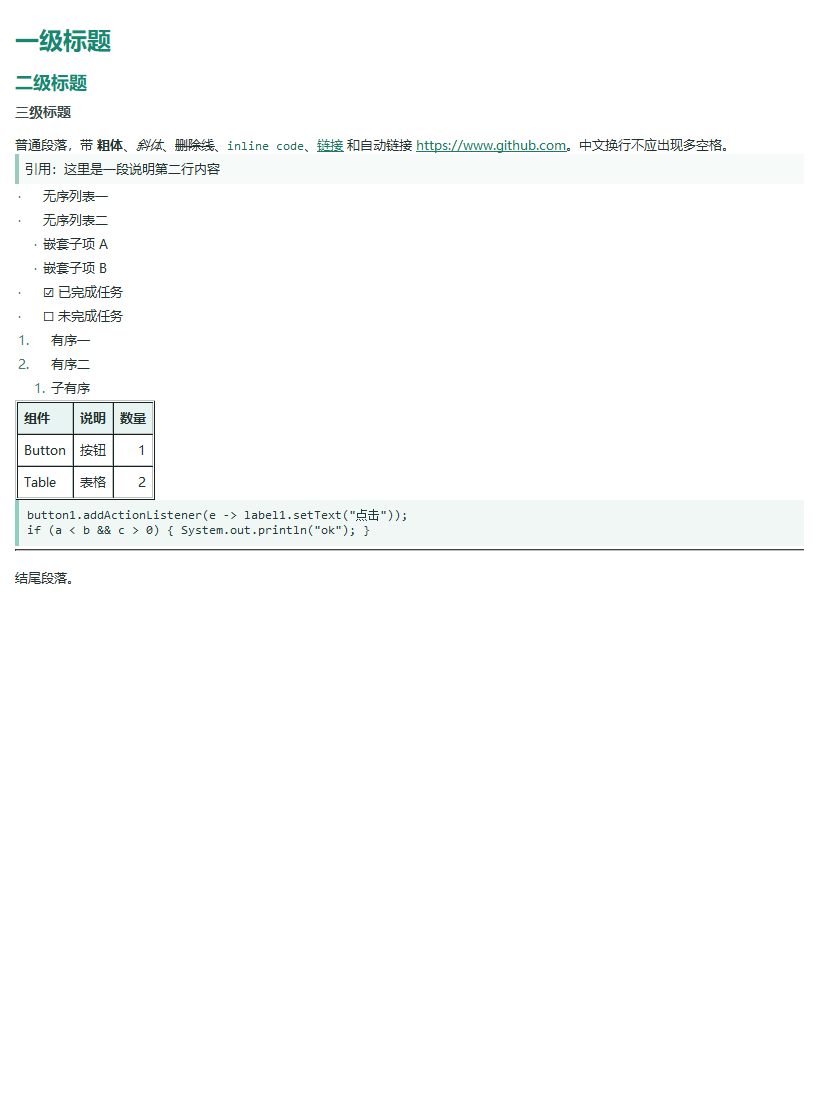 一级标题
二级标题
三级标题
普通段落，带 粗体、斜体、删除线、inline code、链接 和自动链接 https://www.github.com。中文换行不应出现多空格。
引用：这里是一段说明第二行内容
· 无序列表一
· 无序列表二
· 嵌套子项 A
· 嵌套子项 B
· ☑ 已完成任务
· ☐ 未完成任务
1. 有序一
2. 有序二
1. 子有序
组件 说明 数量
Button 按钮 1
Table 表格 2
button1.addActionListener(e -> label1.setText("点击"));
if (a < b && c > 0) { System.out.println("ok"); }
结尾段落。